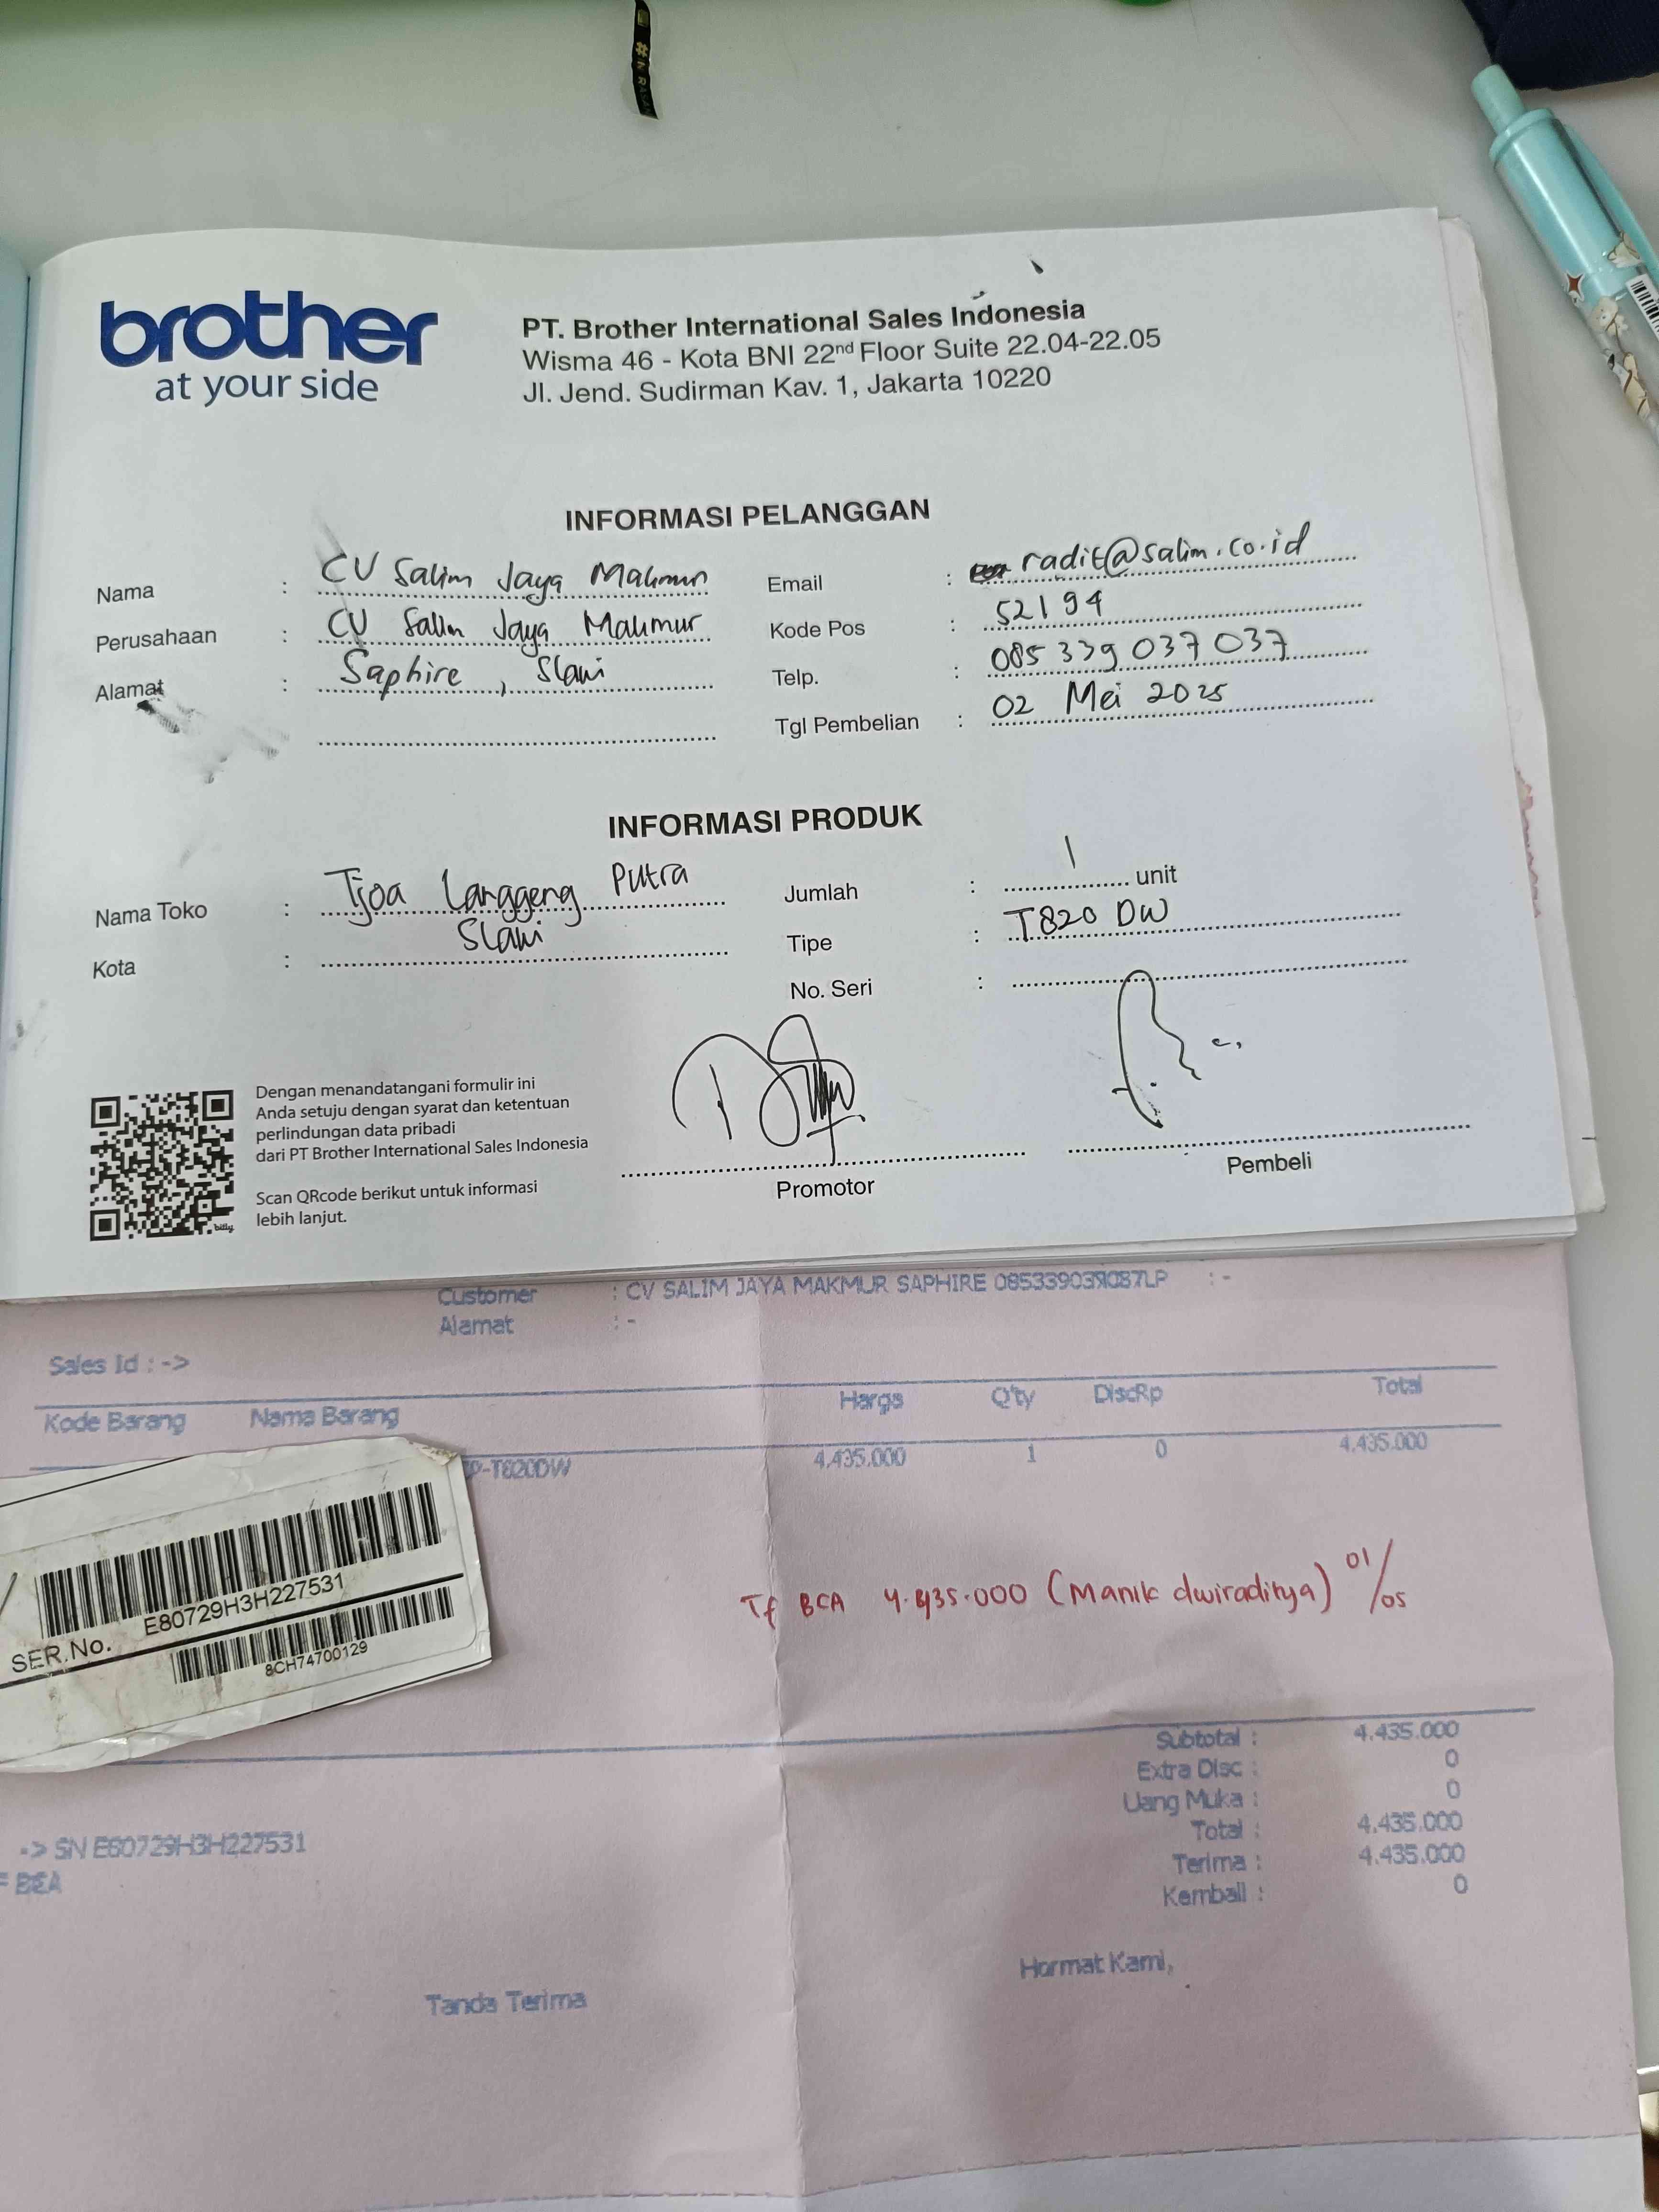 #N
brother
at your side
PT. Brother International Sales Indonesia
Wisma 46 - Kota BNI 22nd Floor Suite 22.04-22.05
Jl. Jend. Sudirman Kav. 1, Jakarta 10220
INFORMASI PELANGGAN
Nama : CV Salim Jaya Makmur
Perusahaan : CV Salim Jaya Makmur
Alamat : Saphire, Slawi
Email : radit@salim.co.id
Kode Pos : 52194
Telp. : 085 339 037 037
Tgl Pembelian : 02 Mei 2025
INFORMASI PRODUK
Nama Toko : Tjoa Langgeng Putra
Kota : Slawi
Jumlah : 1 unit
Tipe : T820 DW
No. Seri :
Dengan menandatangani formulir ini
Anda setuju dengan syarat dan ketentuan
perlindungan data pribadi
dari PT Brother International Sales Indonesia
Scan QRcode berikut untuk informasi
lebih lanjut.
bitly
Promotor
Pembeli
Customer : CV SALIM JAYA MAKMUR SAPHIRE : -
Alamat : -
Sales Id : ->
Kode Barang Nama Barang Harga Q'ty DiscRp Total
P-T820DW 4.435.000 1 0 4.435.000
E80729H3H227531
SER.No.
8CH74700129
Tf BCA 4.435.000 (Manik dwiraditya) 01/05
Subtotal : 4.435.000
Extra Disc : 0
Uang Muka : 0
Total : 4.435.000
Terima : 4.435.000
Kembali : 0
-> SN E80729H3H227531
F BCA
Hormat Kami,
Tanda Terima